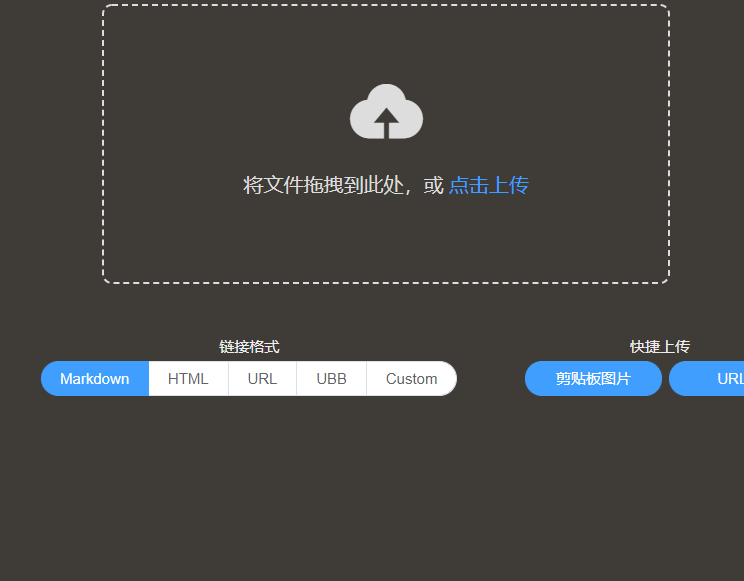 将文件拖拽到此处，或 点击上传
链接格式
快捷上传
Markdown
HTML
URL
UBB
Custom
剪贴板图片
URL